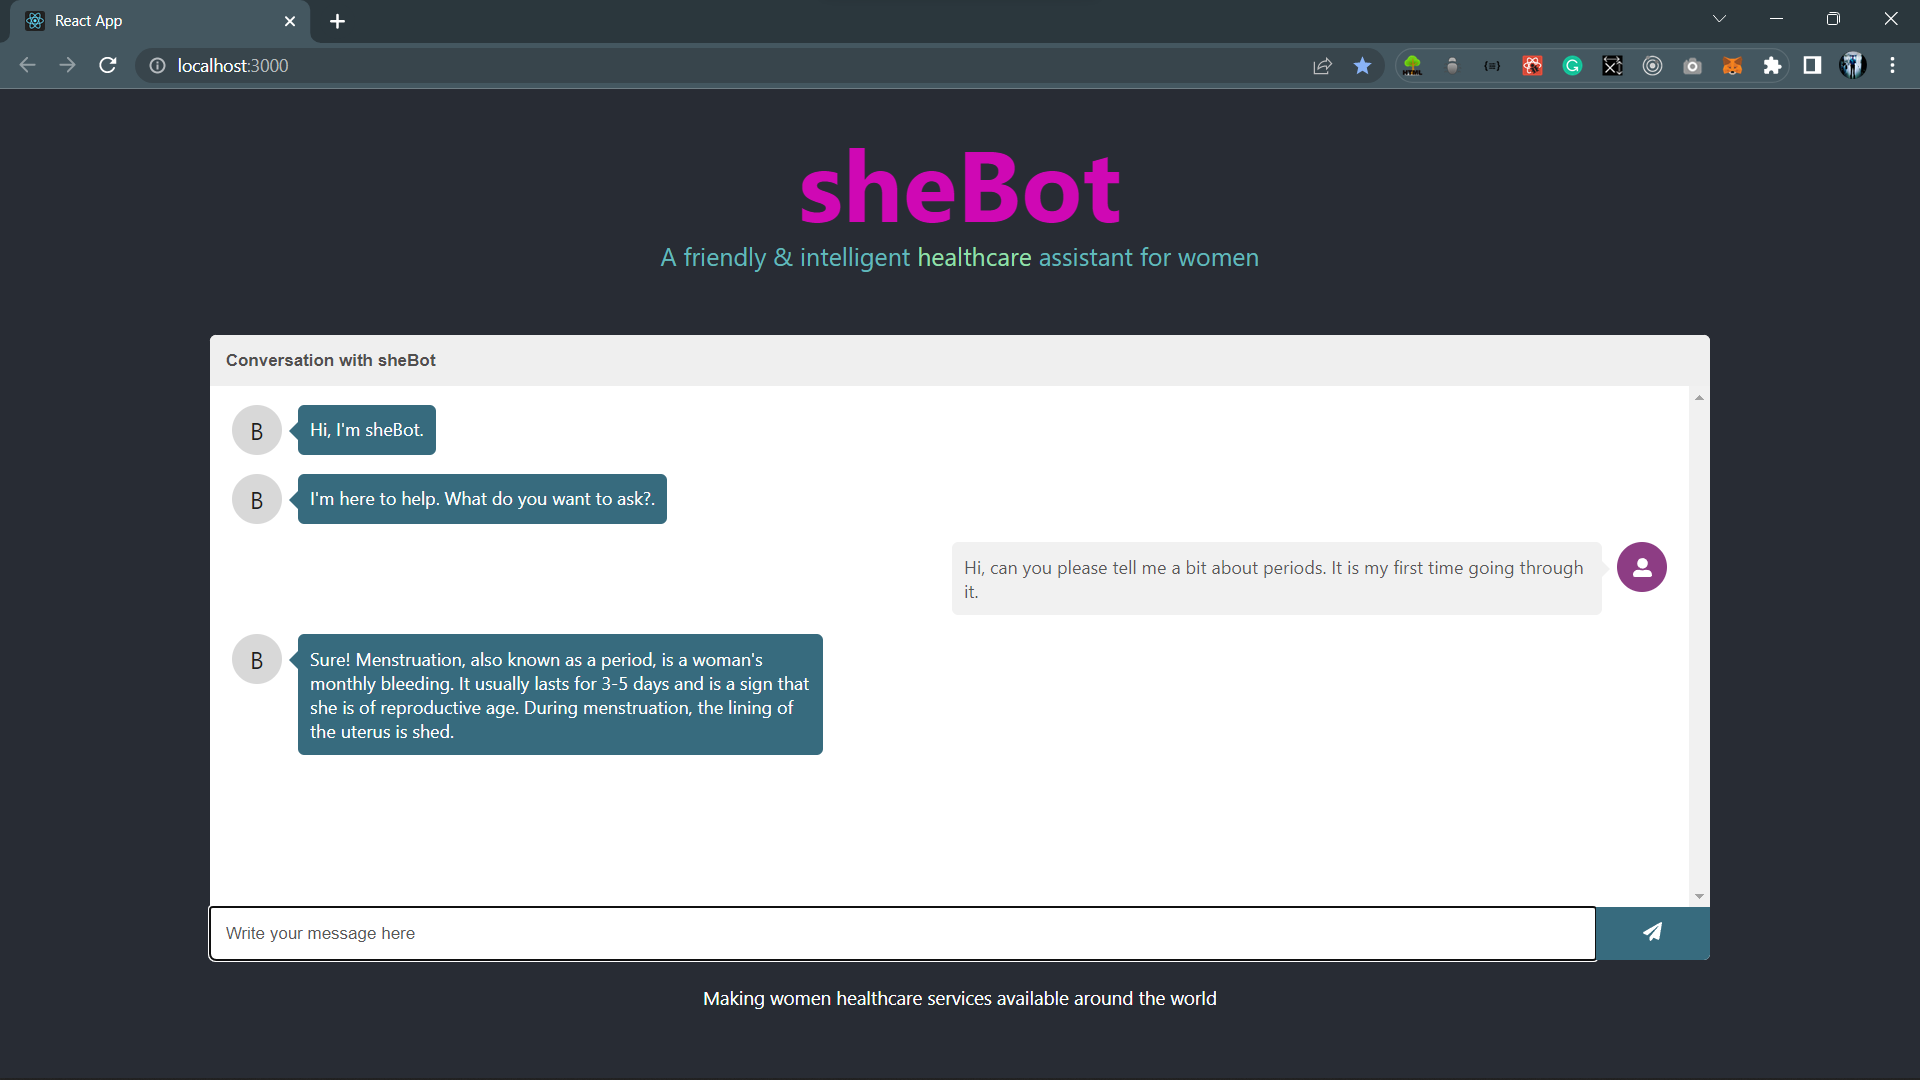 React App
localhost:3000
HTML
sheBot
A friendly & intelligent healthcare assistant for women
Conversation with sheBot
B
Hi, I'm sheBot.
B
I'm here to help. What do you want to ask?.
Hi, can you please tell me a bit about periods. It is my first time going through
it.
B
Sure! Menstruation, also known as a period, is a woman's
monthly bleeding. It usually lasts for 3-5 days and is a sign that
she is of reproductive age. During menstruation, the lining of
the uterus is shed.
Write your message here
Making women healthcare services available around the world